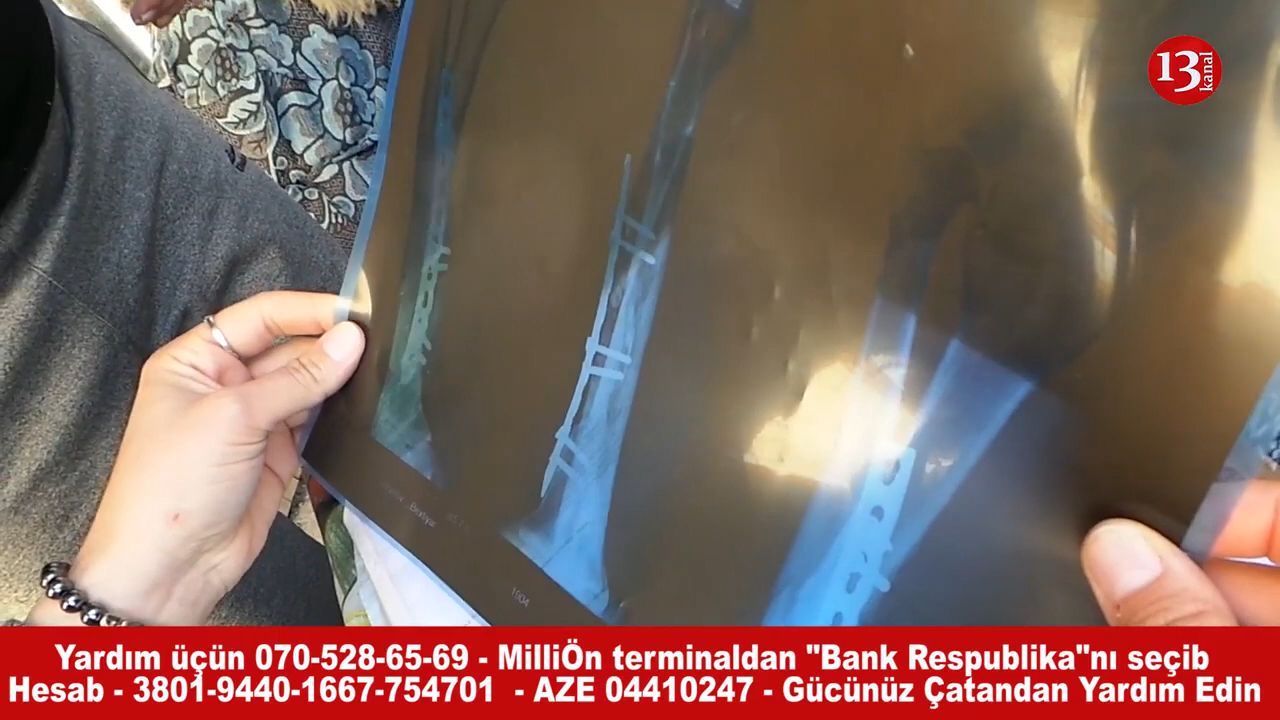 13
kanal
1904
Yardım üçün 070-528-65-69 - MilliÖn terminaldan "Bank Respublika"nı seçib
Hesab - 3801-9440-1667-754701 - AZE 04410247 - Gücünüz Çatandan Yardım Edin